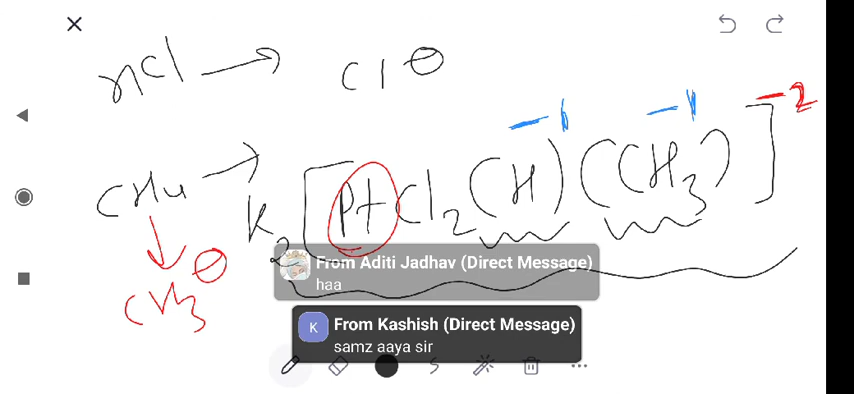 HCl → Cl⊖
-1 -1 -2
CH4 → K2[PtCl2(H)(CH3)]
CH3⊖
From Aditi Jadhav (Direct Message)
haa
K
From Kashish (Direct Message)
samz aaya sir